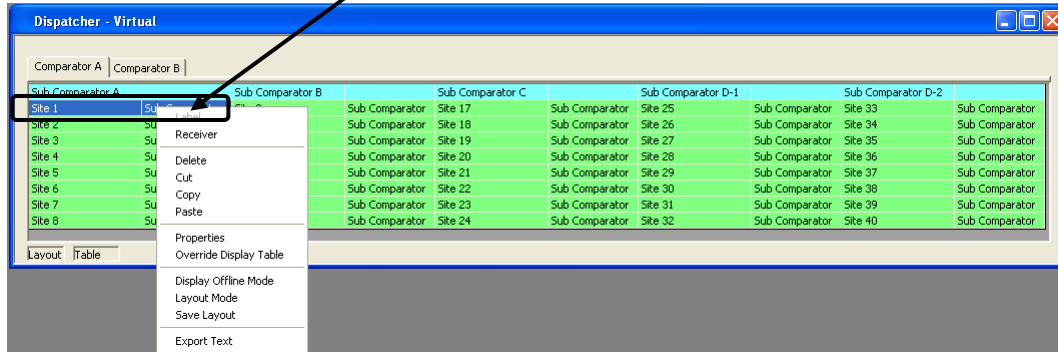 Dispatcher - Virtual
Comparator A Comparator B
Sub Comparator A Sub Comparator B Sub Comparator C Sub Comparator D-1 Sub Comparator D-2
Site 1 Sub Comparator Site 17 Sub Comparator Site 25 Sub Comparator Site 33 Sub Comparator
Site 2 Sub Comparator Site 18 Sub Comparator Site 26 Sub Comparator Site 34 Sub Comparator
Site 3 Sub Comparator Site 19 Sub Comparator Site 27 Sub Comparator Site 35 Sub Comparator
Site 4 Sub Comparator Site 20 Sub Comparator Site 28 Sub Comparator Site 36 Sub Comparator
Site 5 Sub Comparator Site 21 Sub Comparator Site 29 Sub Comparator Site 37 Sub Comparator
Site 6 Sub Comparator Site 22 Sub Comparator Site 30 Sub Comparator Site 38 Sub Comparator
Site 7 Sub Comparator Site 23 Sub Comparator Site 31 Sub Comparator Site 39 Sub Comparator
Site 8 Sub Comparator Site 24 Sub Comparator Site 32 Sub Comparator Site 40 Sub Comparator
Label
Receiver
Delete
Cut
Copy
Paste
Properties
Override Display Table
Display Offline Mode
Layout Mode
Save Layout
Export Text
Layout Table